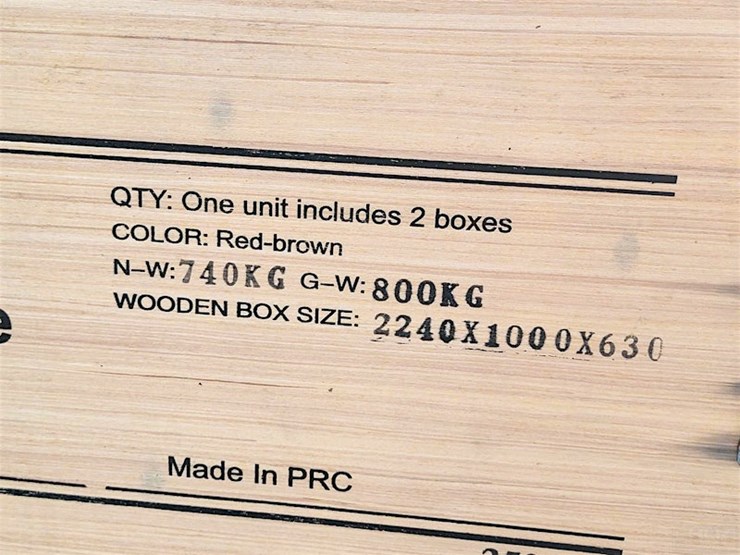 QTY: One unit includes 2 boxes
COLOR: Red-brown
N-W:740KG G-W:800KG
WOODEN BOX SIZE: 2240X1000X630
Made In PRC